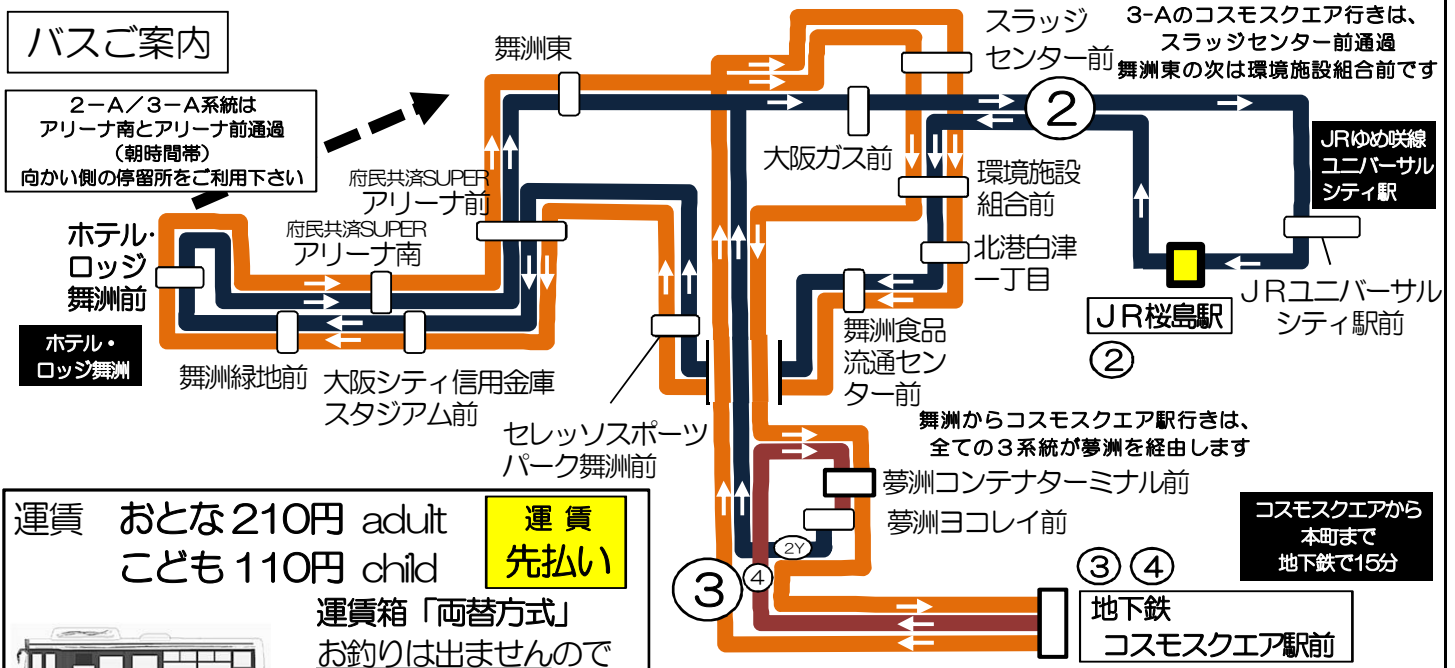 バスご案内
2-A/3-A系統は
アリーナ南とアリーナ前通過
(朝時間帯)
向かい側の停留所をご利用下さい
舞洲東
スラッジ
センター前
3-Aのコスモスクエア行きは、
スラッジセンター前通過
舞洲東の次は環境施設組合前です
②
大阪ガス前
JRゆめ咲線
ユニバーサル
シティ駅
府民共済SUPER
アリーナ前
環境施設
組合前
ホテル・
ロッジ
舞洲前
府民共済SUPER
アリーナ南
北港白津
一丁目
JR桜島駅
②
JRユニバーサル
シティ駅前
ホテル・
ロッジ舞洲
舞洲緑地前
大阪シティ信用金庫
スタジアム前
舞洲食品
流通セン
ター前
セレッソスポーツ
パーク舞洲前
舞洲からコスモスクエア駅行きは、
全ての3系統が夢洲を経由します
夢洲コンテナターミナル前
夢洲ヨコレイ前
2Y
③
④
コスモスクエアから
本町まで
地下鉄で15分
③ ④
地下鉄
コスモスクエア駅前
運賃 おとな210円 adult
こども110円 child
運賃
先払い
運賃箱「両替方式」
お釣りは出ませんので